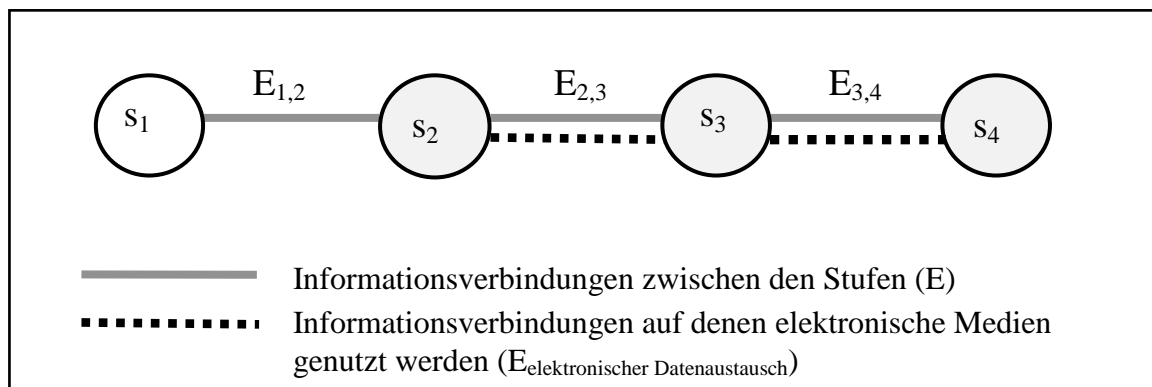 E1,2 E2,3 E3,4
s1 s2 s3 s4
Informationsverbindungen zwischen den Stufen (E)
Informationsverbindungen auf denen elektronische Medien
genutzt werden (Eelektronischer Datenaustausch)